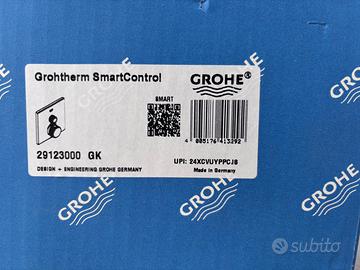 Grohtherm SmartControl
GROHE®
SMART
29123000 GK
4 005176 413292
DESIGN + ENGINEERING GROHE GERMANY
UPI: 24XCVUYPPCJ8
Made in Germany
GROHE
GROHE
GROHE
GROHE
subito